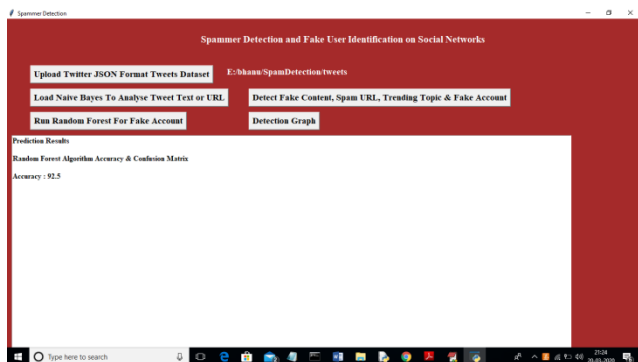 Spammer Detection
Spammer Detection and Fake User Identification on Social Networks
Upload Twitter JSON Format Tweets Dataset
E:/bhanu/SpamDetection/tweets
Load Naive Bayes To Analyse Tweet Text or URL
Detect Fake Content, Spam URL, Trending Topic & Fake Account
Run Random Forest For Fake Account
Detection Graph
Prediction Results
Random Forest Algorithm Accuracy & Confusion Matrix
Accuracy : 92.5
Type here to search
21:24
20-03-2020